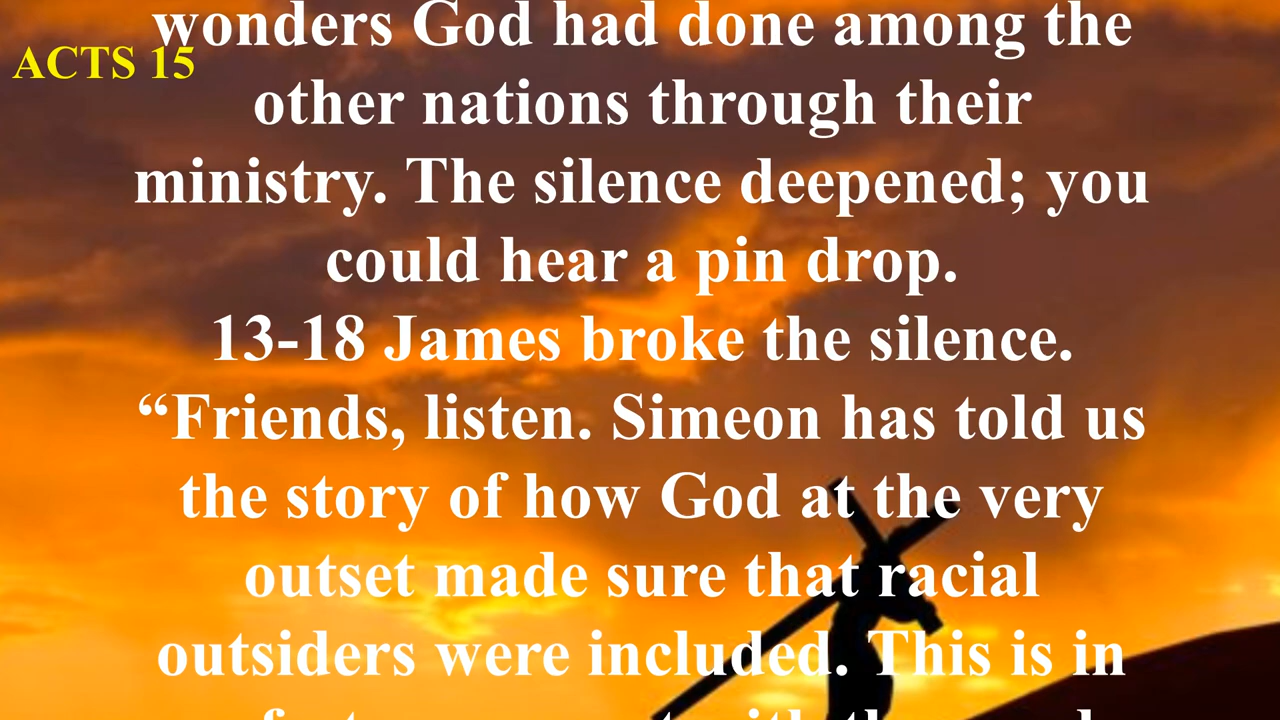 wonders God had done among the
ACTS 15
other nations through their
ministry. The silence deepened; you
could hear a pin drop.
13-18 James broke the silence.
“Friends, listen. Simeon has told us
the story of how God at the very
outset made sure that racial
outsiders were included. This is in